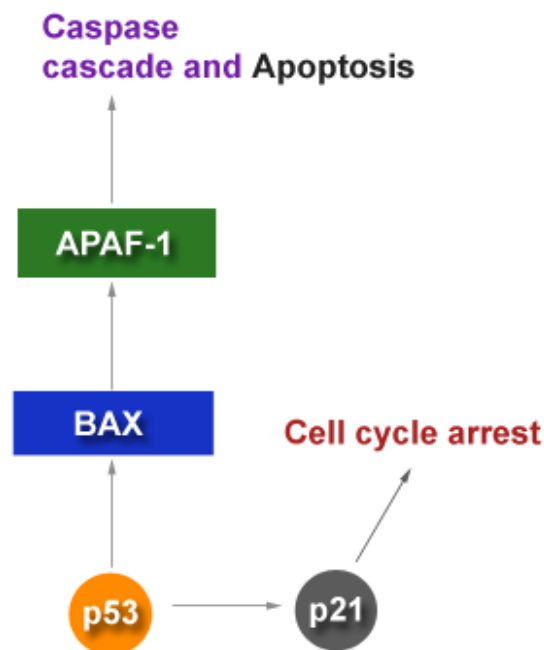 Caspase
cascade and Apoptosis
APAF-1
BAX
Cell cycle arrest
p53
p21